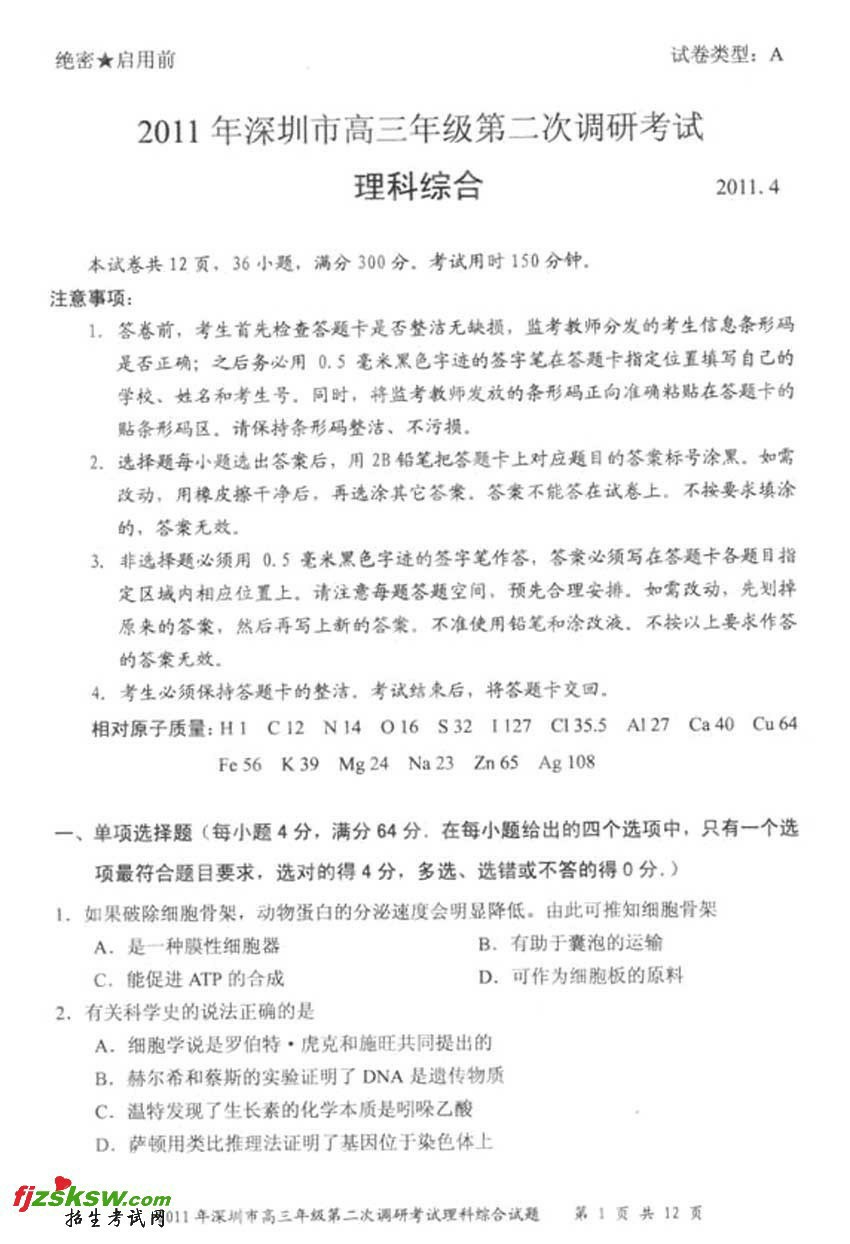 绝密★启用前
试卷类型：A
2011 年深圳市高三年级第二次调研考试
理科综合
2011.4
本试卷共 12 页，36 小题，满分 300 分。考试用时 150 分钟。
注意事项：
1. 答卷前，考生首先检查答题卡是否整洁无缺损，监考教师分发的考生信息条形码
是否正确；之后务必用 0.5 毫米黑色字迹的签字笔在答题卡指定位置填写自己的
学校、姓名和考生号。同时，将监考教师发放的条形码正向准确粘贴在答题卡的
贴条形码区。请保持条形码整洁、不污损。
2. 选择题每小题选出答案后，用 2B 铅笔把答题卡上对应题目的答案标号涂黑。如需
改动，用橡皮擦干净后，再选涂其它答案。答案不能答在试卷上。不按要求填涂
的，答案无效。
3. 非选择题必须用 0.5 毫米黑色字迹的签字笔作答，答案必须写在答题卡各题目指
定区域内相应位置上。请注意每题答题空间，预先合理安排。如需改动，先划掉
原来的答案，然后再写上新的答案。不准使用铅笔和涂改液。不按以上要求作答
的答案无效。
4. 考生必须保持答题卡的整洁。考试结束后，将答题卡交回。
相对原子质量：H 1 C 12 N 14 O 16 S 32 I 127 Cl 35.5 Al 27 Ca 40 Cu 64
Fe 56 K 39 Mg 24 Na 23 Zn 65 Ag 108
一、单项选择题（每小题 4 分，满分 64 分．在每小题给出的四个选项中，只有一个选
项最符合题目要求，选对的得 4 分，多选、选错或不答的得 0 分．）
1．如果破除细胞骨架，动物蛋白的分泌速度会明显降低。由此可推知细胞骨架
A．是一种膜性细胞器
B．有助于囊泡的运输
C．能促进 ATP 的合成
D．可作为细胞板的原料
2．有关科学史的说法正确的是
A．细胞学说是罗伯特·虎克和施旺共同提出的
B．赫尔希和蔡斯的实验证明了 DNA 是遗传物质
C．温特发现了生长素的化学本质是吲哚乙酸
D．萨顿用类比推理法证明了基因位于染色体上
fjzsksw.com
招生考试网
2011 年深圳市高三年级第二次调研考试理科综合试题 第 1 页 共 12 页